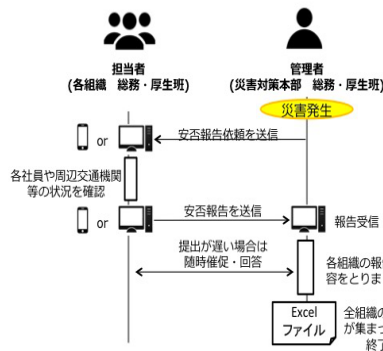 担当者
(各組織　総務・厚生班)
管理者
(災害対策本部　総務・厚生班)
災害発生
安否報告依頼を送信
or
各社員や周辺交通機関
等の状況を確認
安否報告を送信
or
報告受信
提出が遅い場合は
随時催促・回答
各組織の報
容をとりま
Excel
ファイル
全組織の
が集まっ
終了